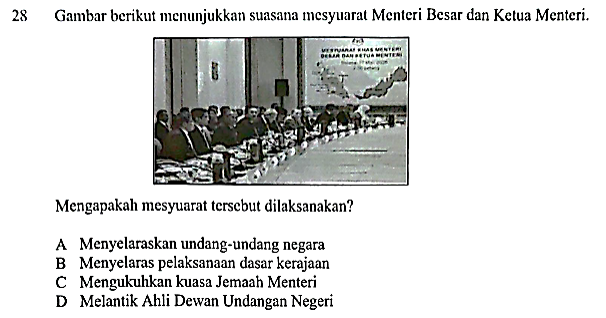 28 Gambar berikut menunjukkan suasana mesyuarat Menteri Besar dan Ketua Menteri.
MESYUARAT KHAS MENTERI
BESAR DAN KETUA MENTERI
Mengapakah mesyuarat tersebut dilaksanakan?
A Menyelaraskan undang-undang negara
B Menyelaras pelaksanaan dasar kerajaan
C Mengukuhkan kuasa Jemaah Menteri
D Melantik Ahli Dewan Undangan Negeri